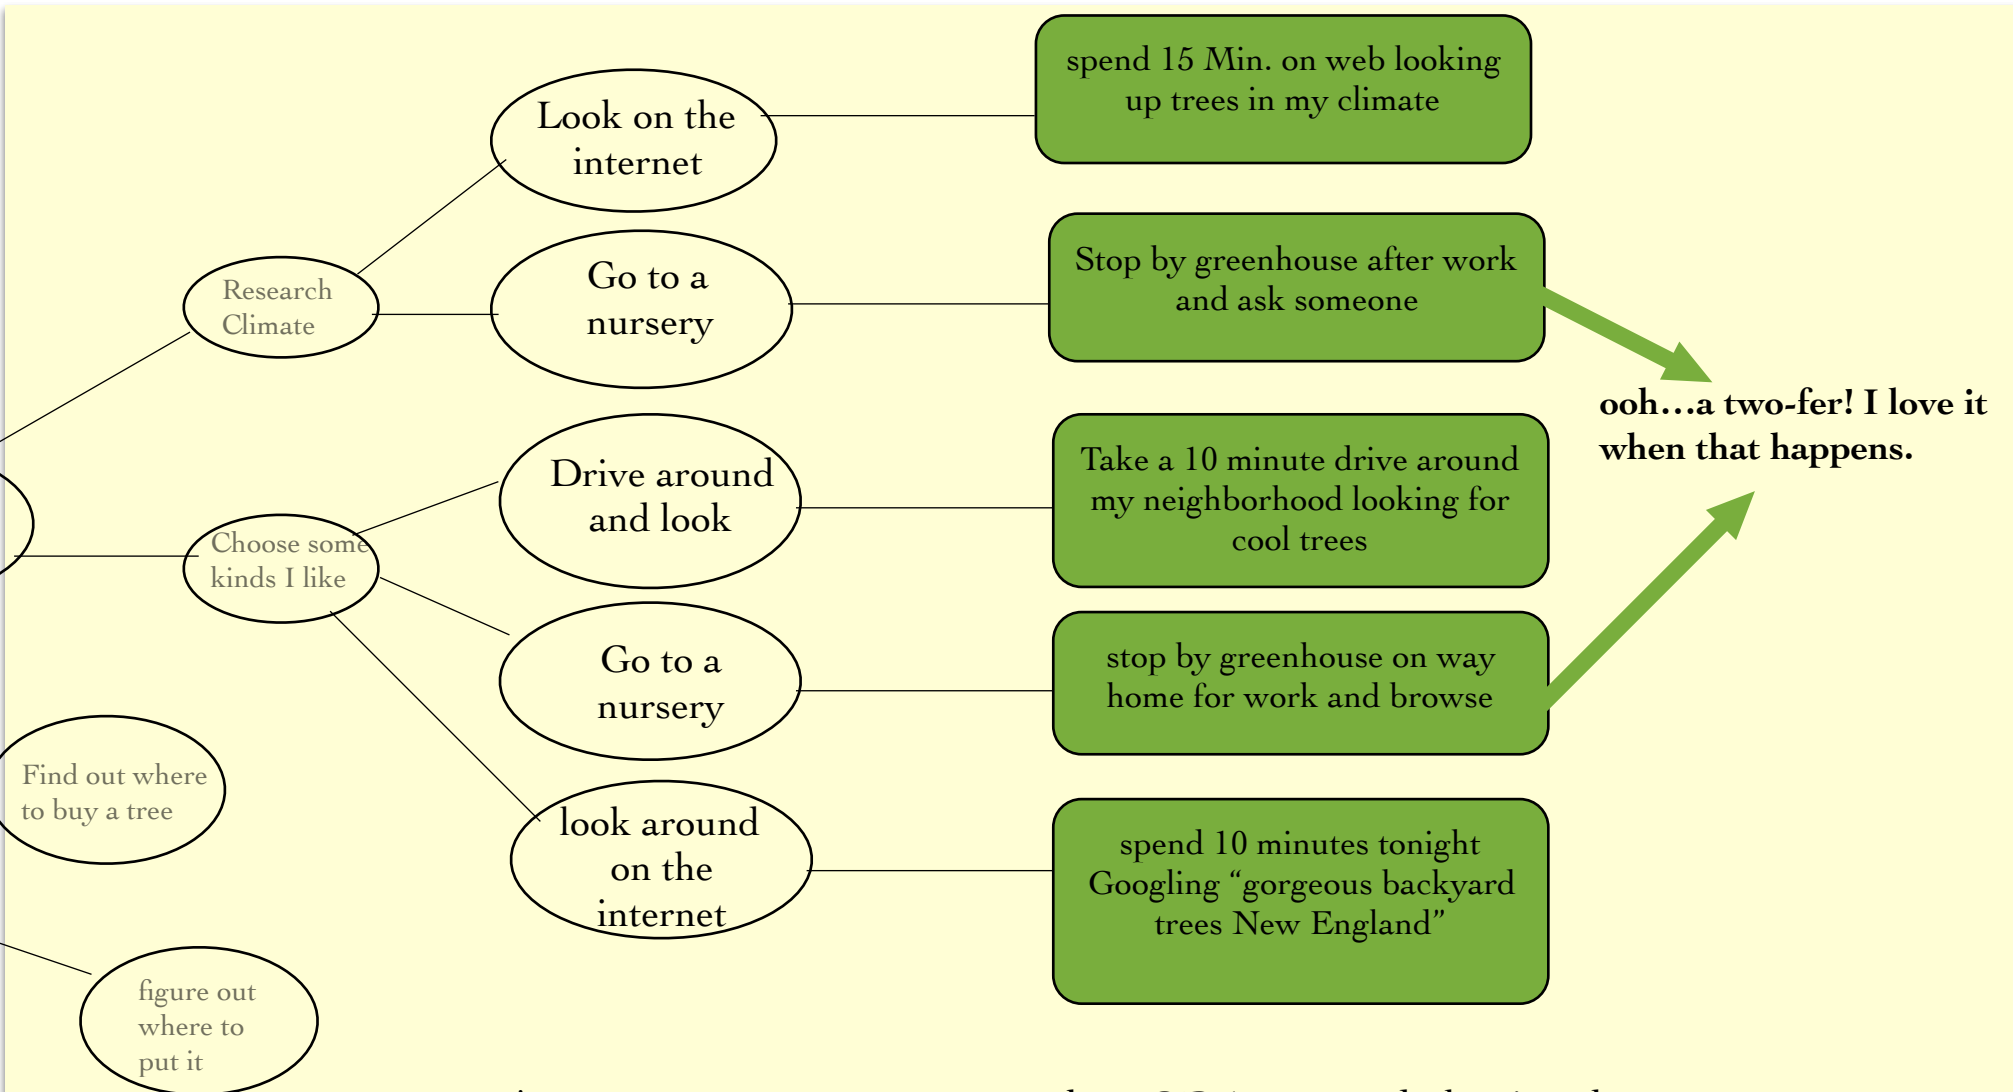 Look on the
internet
spend 15 Min. on web looking
up trees in my climate
Research
Climate
Go to a
nursery
Stop by greenhouse after work
and ask someone
ooh...a two-fer! I love it
when that happens.
Choose some
kinds I like
Drive around
and look
Take a 10 minute drive around
my neighborhood looking for
cool trees
Go to a
nursery
stop by greenhouse on way
home for work and browse
look around
on the
internet
spend 10 minutes tonight
Googling “gorgeous backyard
trees New England”
Find out where
to buy a tree
figure out
where to
put it